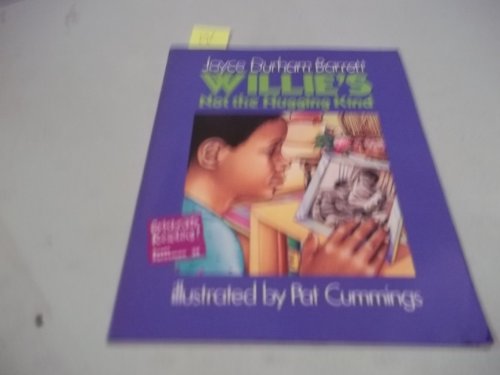 Joyce Durham Barrett
WILLIE'S
Not the Hugging Kind
illustrated by Pat Cummings